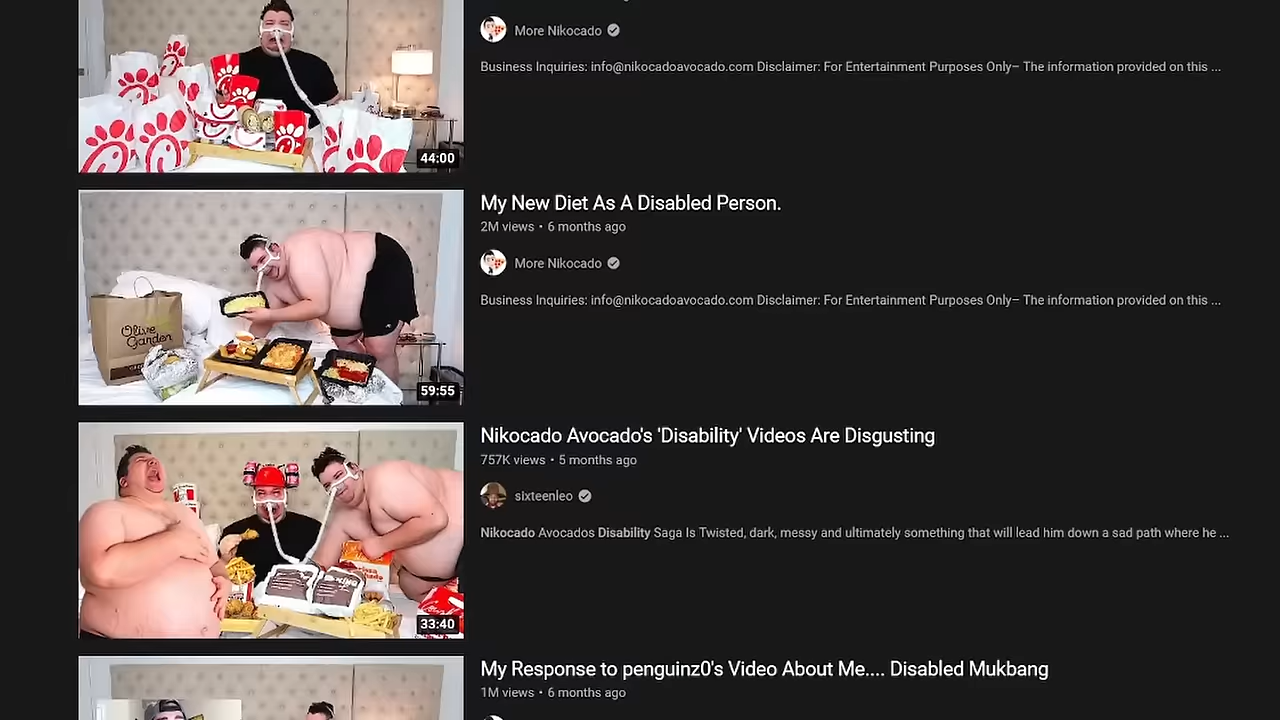 More Nikocado
Business Inquiries: info@nikocadoavocado.com Disclaimer: For Entertainment Purposes Only– The information provided on this ...
44:00
My New Diet As A Disabled Person.
2M views • 6 months ago
More Nikocado
Business Inquiries: info@nikocadoavocado.com Disclaimer: For Entertainment Purposes Only– The information provided on this ...
Olive
Garden
59:55
Nikocado Avocado's 'Disability' Videos Are Disgusting
757K views • 5 months ago
sixteenleo
Nikocado Avocados Disability Saga Is Twisted, dark, messy and ultimately something that will lead him down a sad path where he ...
33:40
My Response to penguinz0's Video About Me.... Disabled Mukbang
1M views • 6 months ago